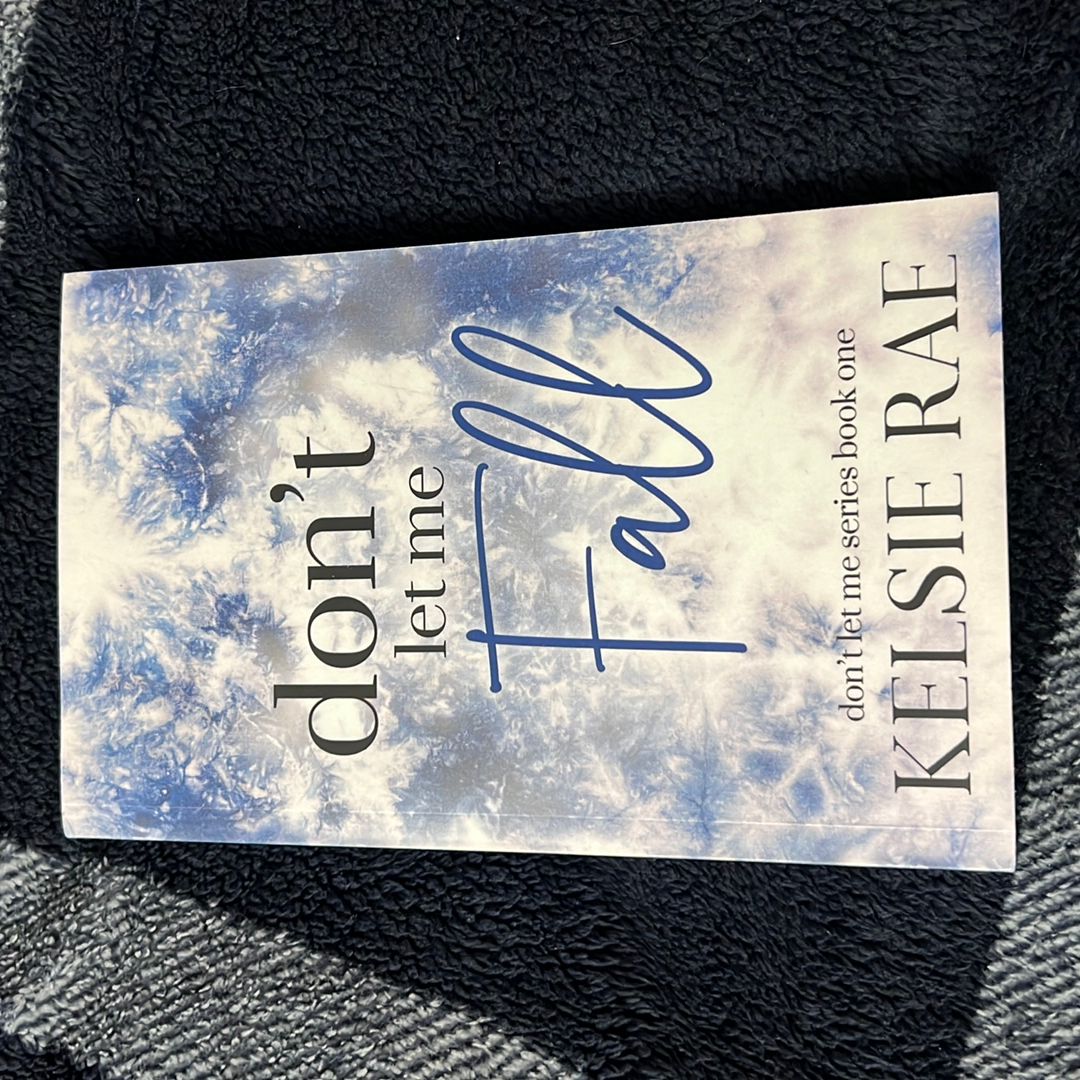 don't
let me
Fall
don't let me series book one
KELSIE RAE